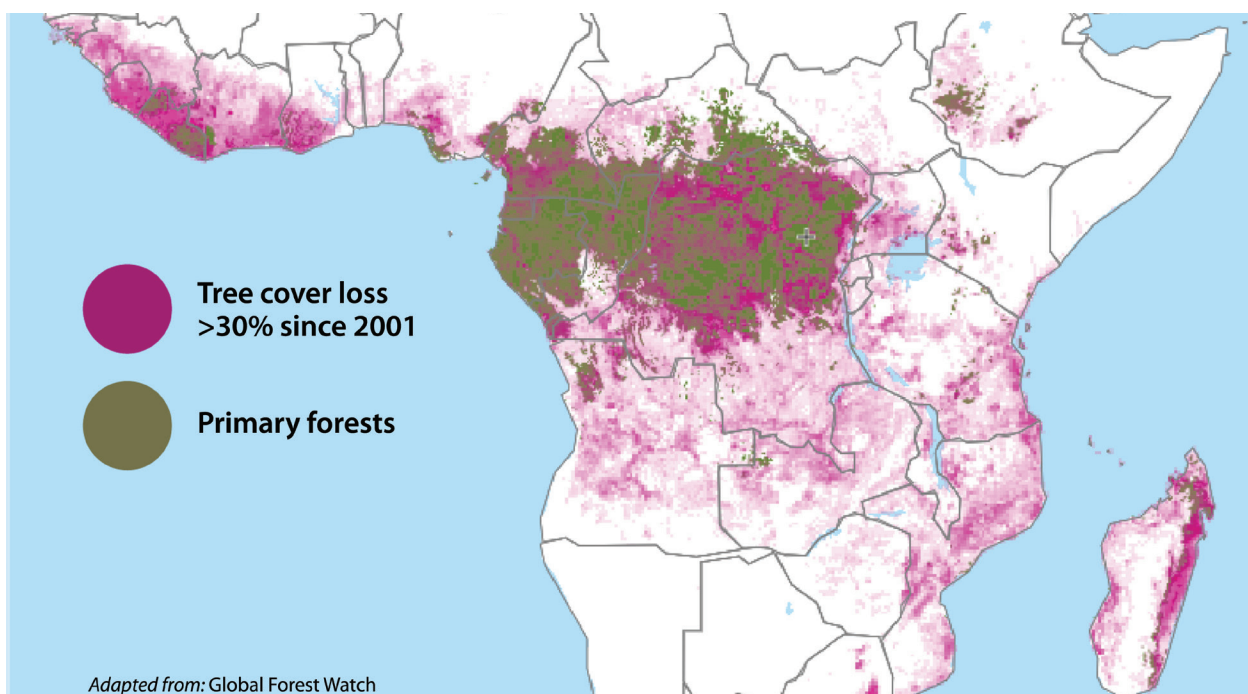 Tree cover loss
>30% since 2001
Primary forests
Adapted from: Global Forest Watch